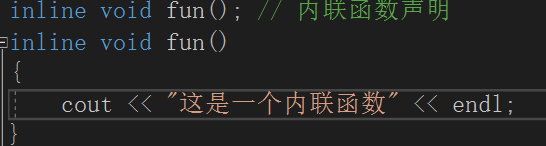 inline void fun(); // 内联函数声明
inline void fun()
{
cout << "这是一个内联函数" << endl;
}